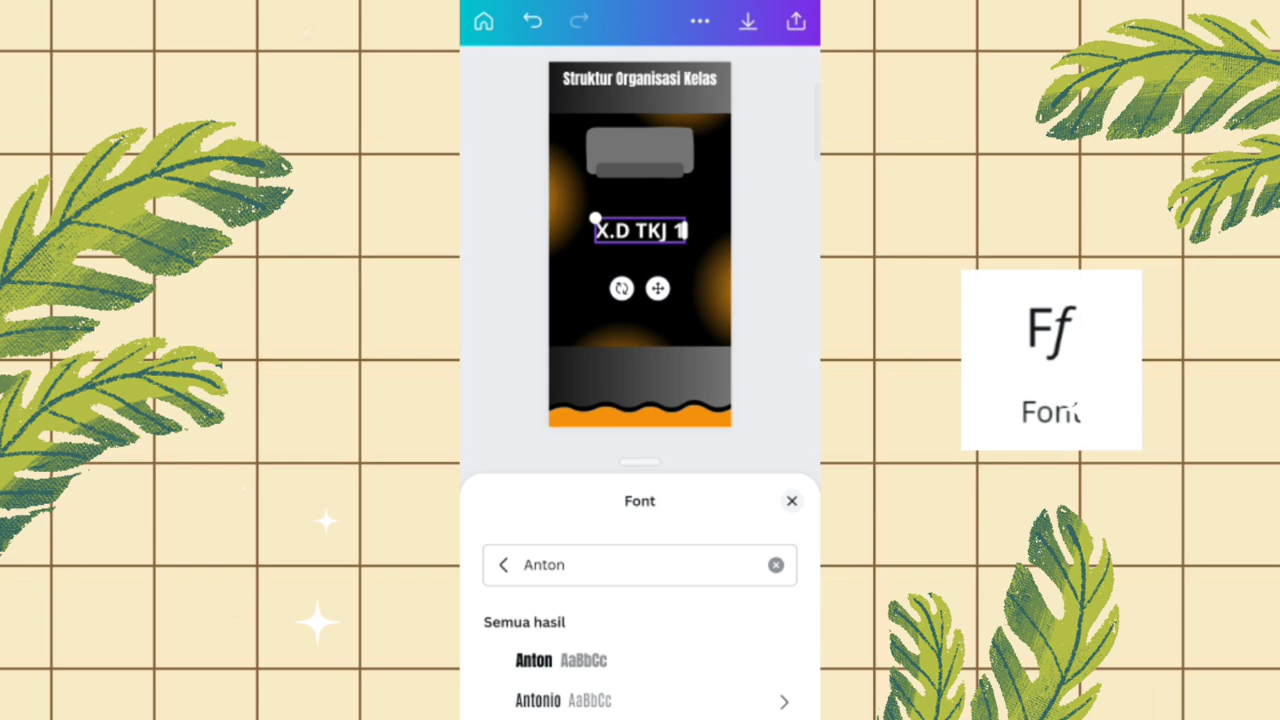 Struktur Organisasi Kelas
X.D TKJ 1
Ff
Font
Font
Anton
Semua hasil
Anton AaBbCc
Antonio AaBbCc